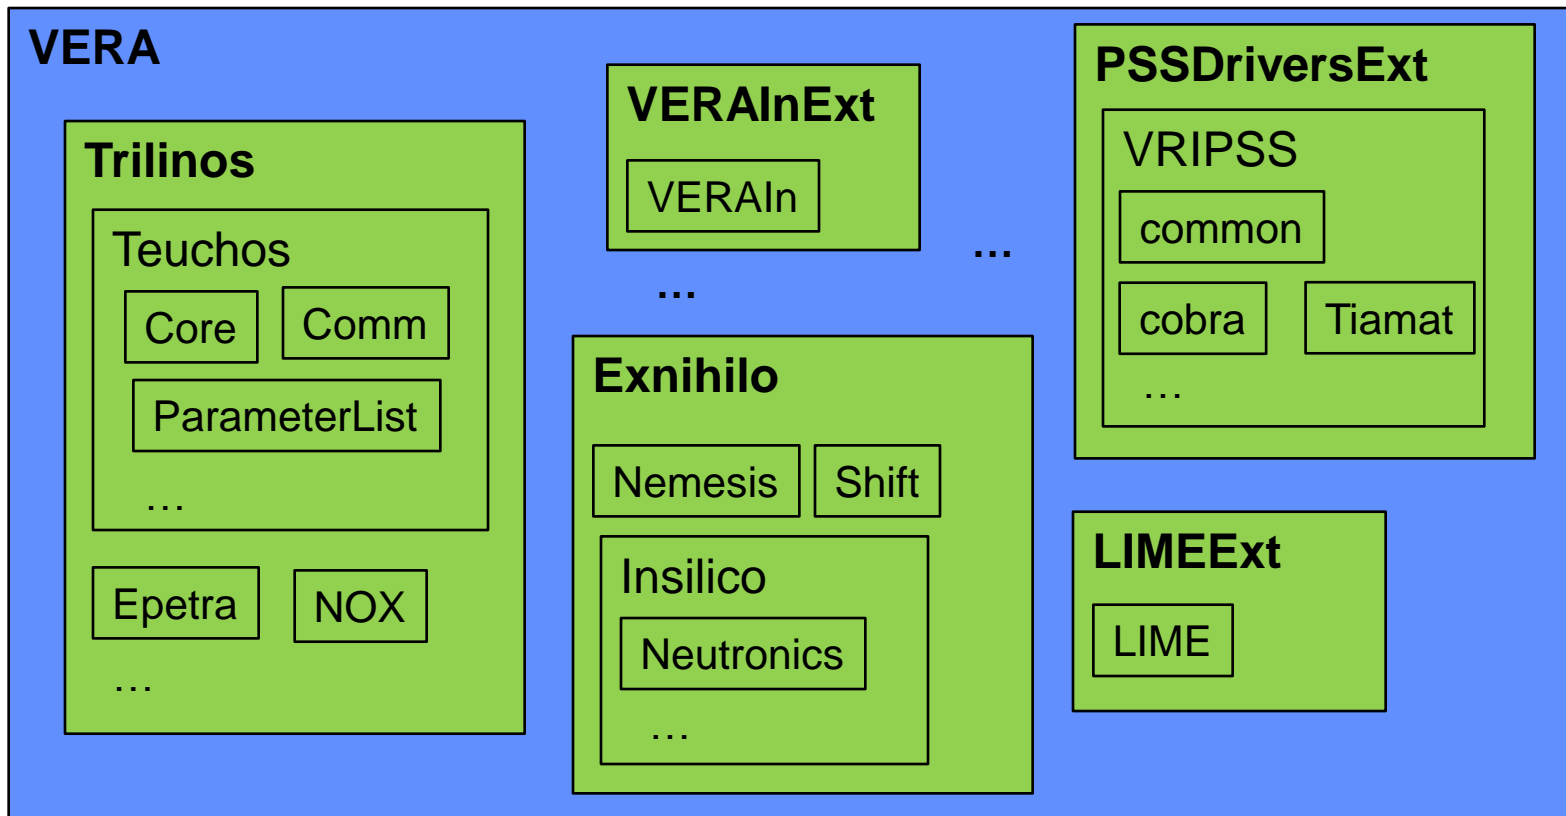 VERA
Trilinos
Teuchos
Core
Comm
ParameterList
…
Epetra
NOX
…
VERAInExt
VERAIn
…
…
Exnihilo
Nemesis
Shift
Insilico
Neutronics
…
PSSDriversExt
VRIPSS
common
cobra
Tiamat
…
LIMEExt
LIME